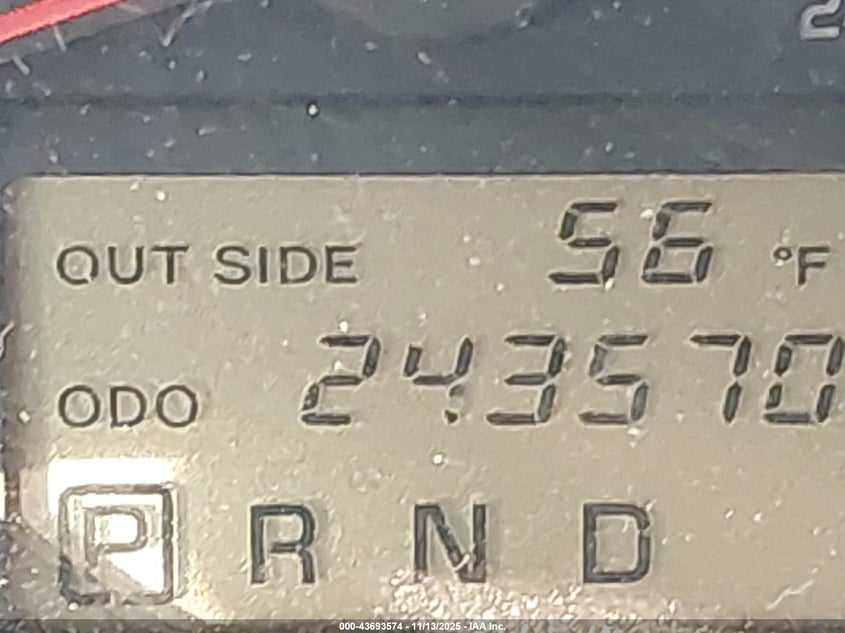 OUT SIDE 56 °F
ODO 243570
P R N D
000-43693574 - 11/13/2025 - IAA Inc.